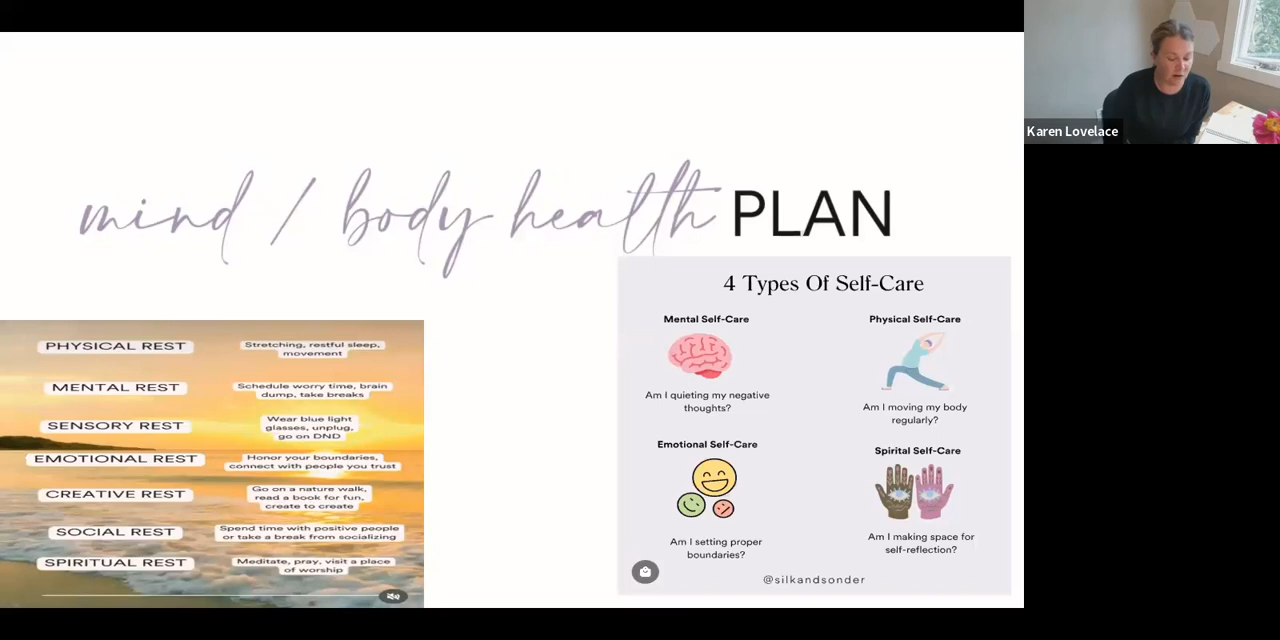 mind / body health PLAN
PHYSICAL REST
Stretching, restful sleep,
movement
MENTAL REST
Schedule worry time, brain
dump, take breaks
SENSORY REST
Wear blue light
glasses, unplug,
go on DND
EMOTIONAL REST
Honor your boundaries,
connect with people you trust
CREATIVE REST
Go on a nature walk,
read a book for fun,
create to create
SOCIAL REST
Spend time with positive people
or take a break from socializing
SPIRITUAL REST
Meditate, pray, visit a place
of worship
4 Types Of Self-Care
Mental Self-Care
Am I quieting my negative
thoughts?
Physical Self-Care
Am I moving my body
regularly?
Emotional Self-Care
Am I setting proper
boundaries?
Spirital Self-Care
Am I making space for
self-reflection?
@silkandsonder
Karen Lovelace